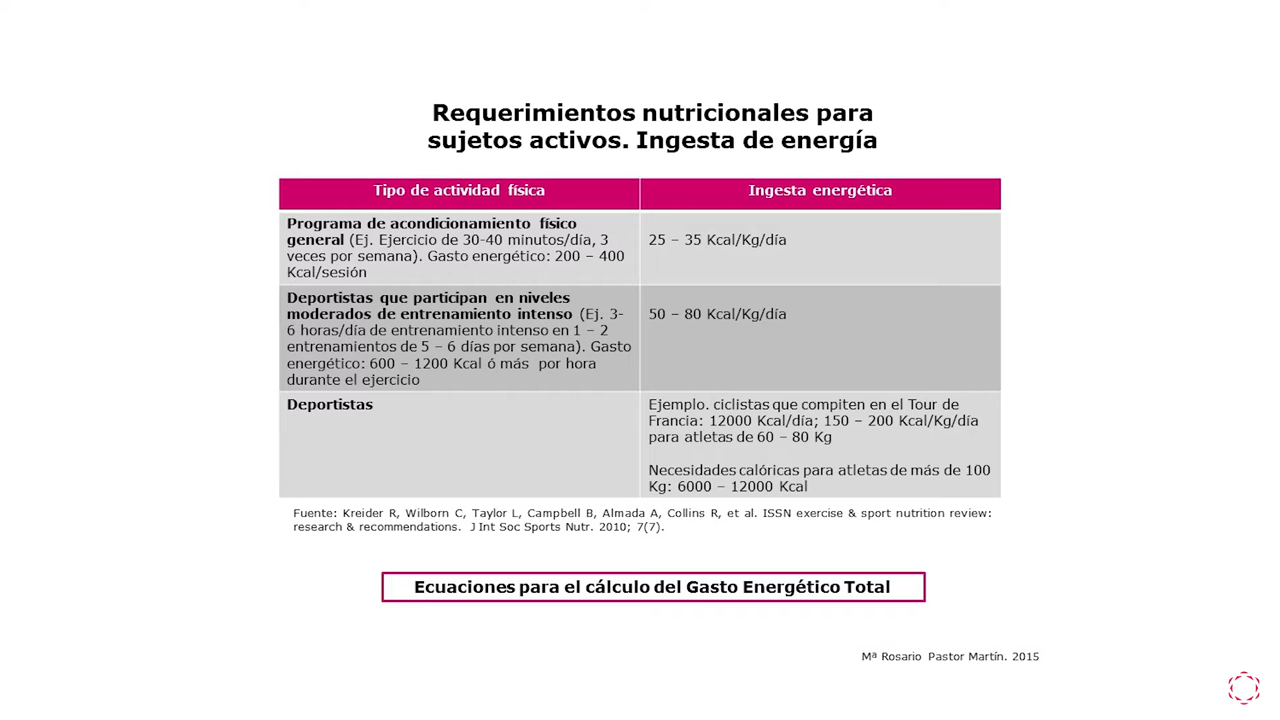 Requerimientos nutricionales para
sujetos activos. Ingesta de energía
Tipo de actividad física
Ingesta energética
Programa de acondicionamiento físico
general (Ej. Ejercicio de 30-40 minutos/día, 3
veces por semana). Gasto energético: 200 – 400
Kcal/sesión
25 – 35 Kcal/Kg/día
Deportistas que participan en niveles
moderados de entrenamiento intenso (Ej. 3-
6 horas/día de entrenamiento intenso en 1 – 2
entrenamientos de 5 – 6 días por semana). Gasto
energético: 600 – 1200 Kcal ó más por hora
durante el ejercicio
50 – 80 Kcal/Kg/día
Deportistas
Ejemplo. ciclistas que compiten en el Tour de
Francia: 12000 Kcal/día; 150 – 200 Kcal/Kg/día
para atletas de 60 – 80 Kg
Necesidades calóricas para atletas de más de 100
Kg: 6000 – 12000 Kcal
Fuente: Kreider R, Wilborn C, Taylor L, Campbell B, Almada A, Collins R, et al. ISSN exercise & sport nutrition review:
research & recommendations. J Int Soc Sports Nutr. 2010; 7(7).
Ecuaciones para el cálculo del Gasto Energético Total
Mª Rosario Pastor Martín. 2015